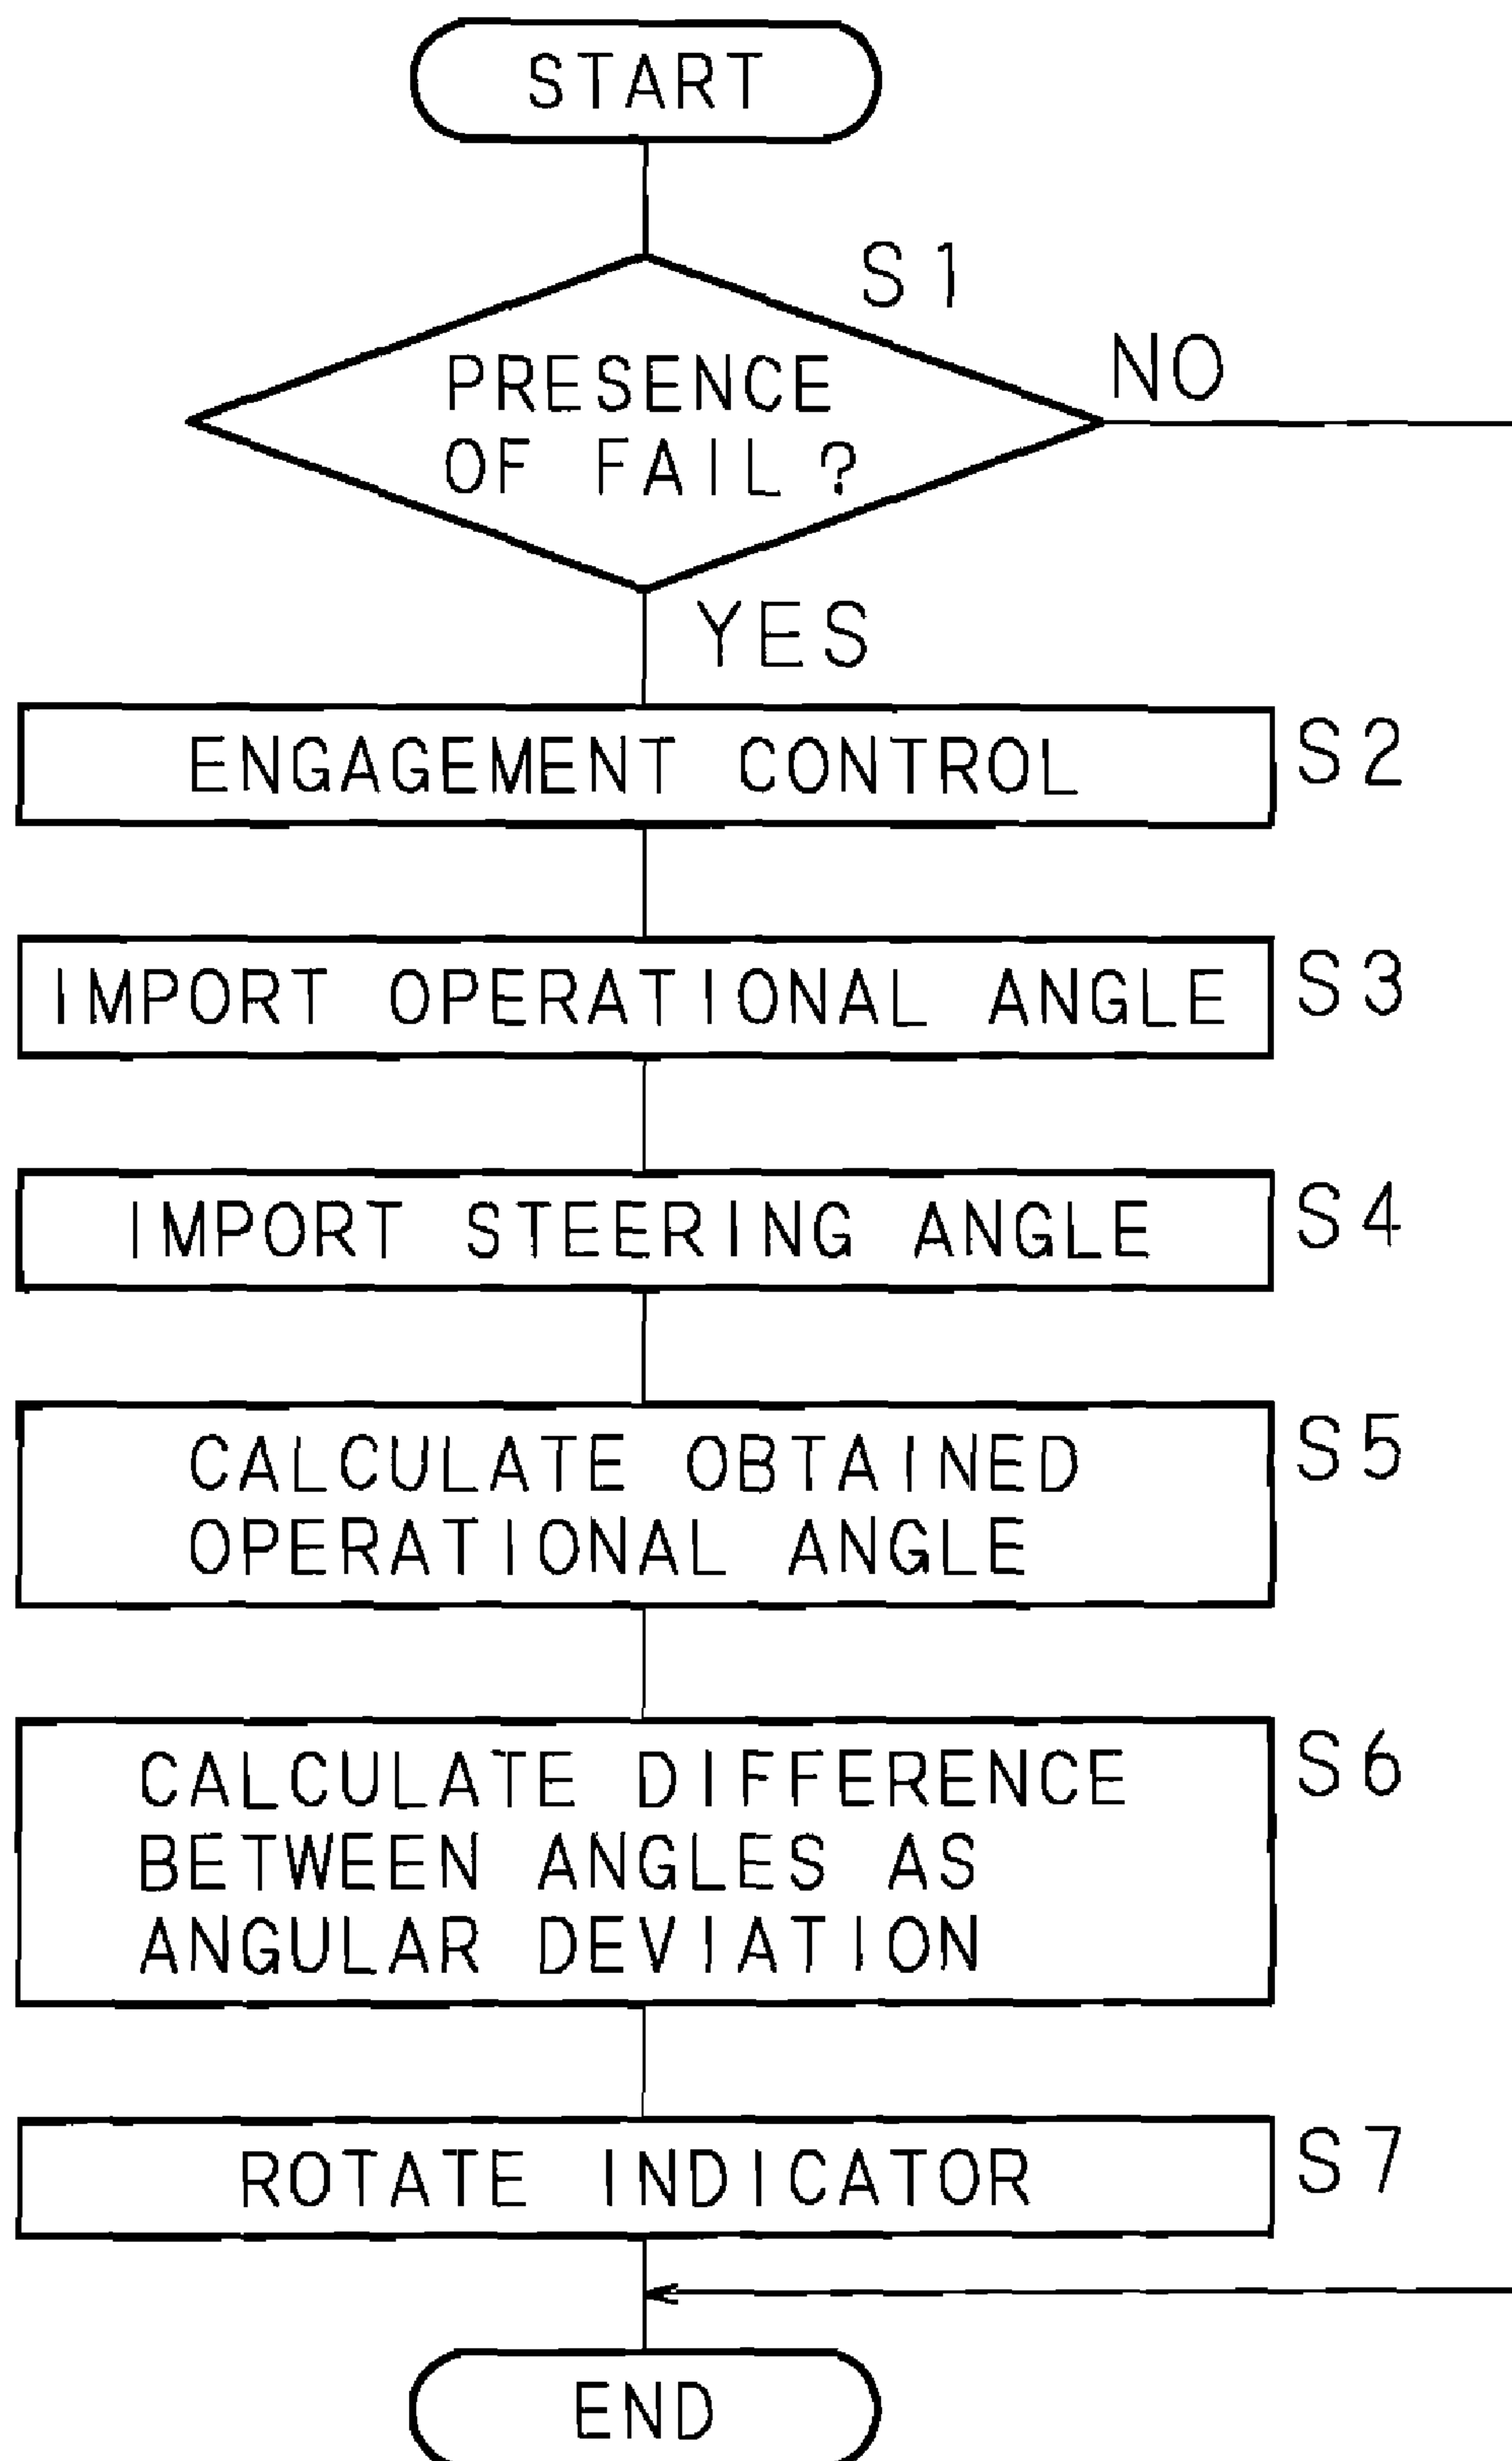 START
S1
NO
PRESENCE
OF FAIL?
YES
ENGAGEMENT CONTROL S2
IMPORT OPERATIONAL ANGLE S3
IMPORT STEERING ANGLE S4
CALCULATE OBTAINED S5
OPERATIONAL ANGLE
CALCULATE DIFFERENCE S6
BETWEEN ANGLES AS
ANGULAR DEVIATION
ROTATE INDICATOR S7
END